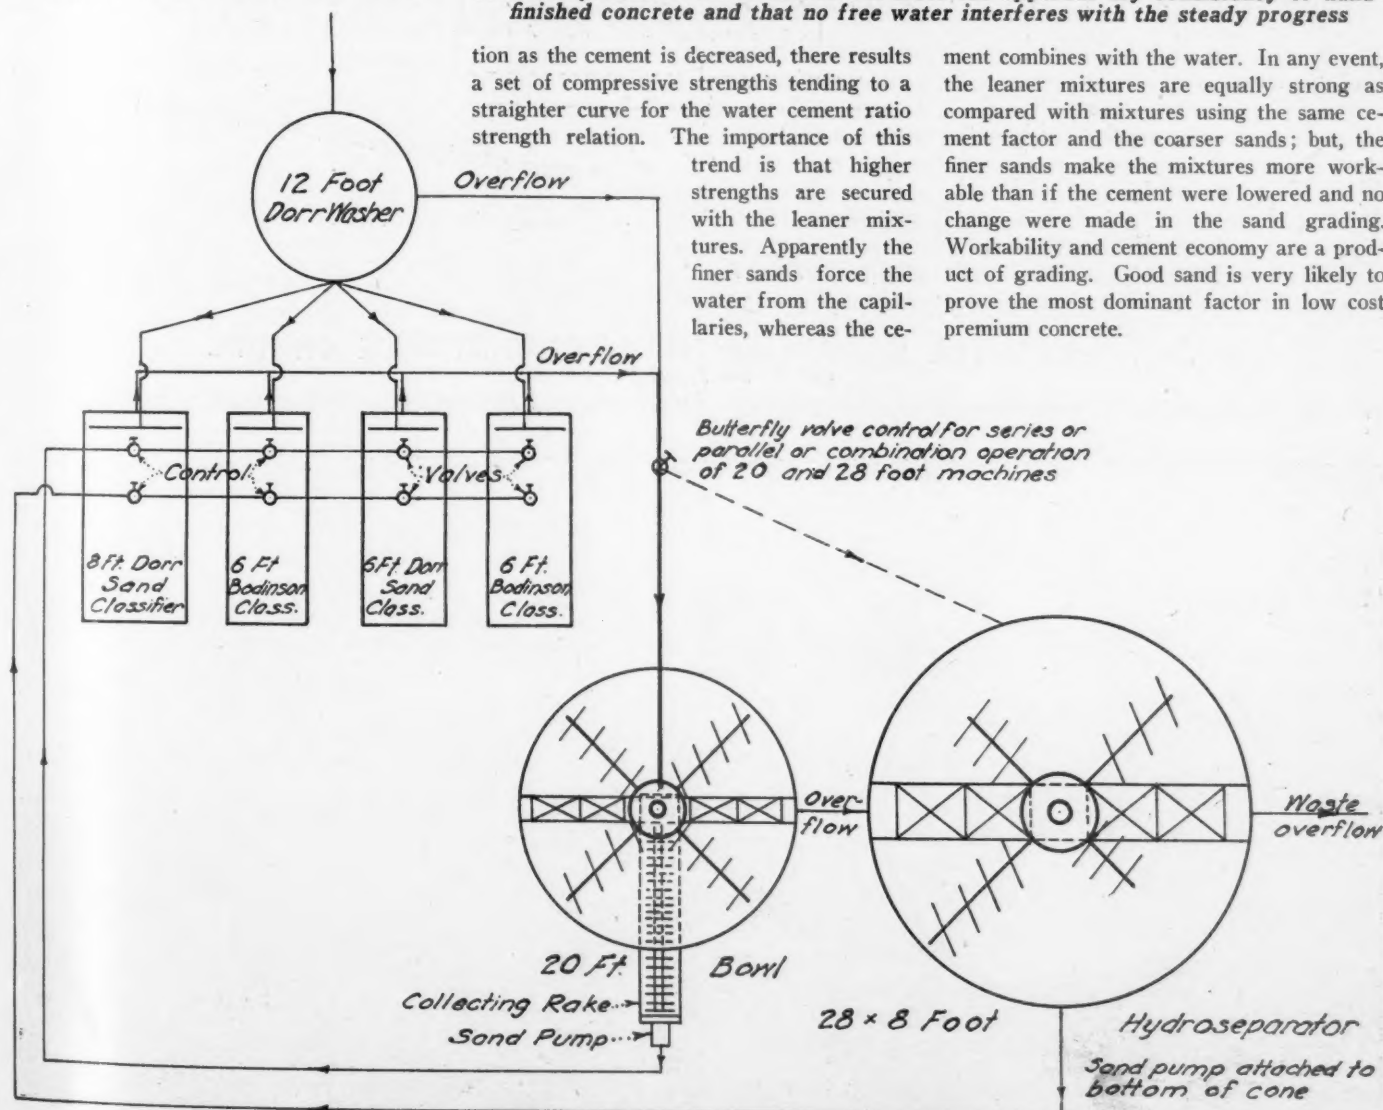 finished concrete and that no free water interferes with the steady progress
tion as the cement is decreased, there results
a set of compressive strengths tending to a
straighter curve for the water cement ratio
strength relation. The importance of this
trend is that higher
strengths are secured
with the leaner mix-
tures. Apparently the
finer sands force the
water from the capil-
laries, whereas the ce-
ment combines with the water. In any event,
the leaner mixtures are equally strong as
compared with mixtures using the same ce-
ment factor and the coarser sands; but, the
finer sands make the mixtures more work-
able than if the cement were lowered and no
change were made in the sand grading.
Workability and cement economy are a prod-
uct of grading. Good sand is very likely to
prove the most dominant factor in low cost
premium concrete.
12 Foot
Dorr Washer
Overflow
Overflow
Control
Valves
8 Ft. Dorr
Sand
Classifier
6 Ft
Bodinson
Class.
6 Ft. Dorr
Sand
Class.
6 Ft.
Bodinson
Class.
Butterfly valve control for series or
parallel or combination operation
of 20 and 28 foot machines
Over-
flow
Waste
overflow
20 Ft. Bowl
Collecting Rake
Sand Pump
28 × 8 Foot Hydroseparator
Sand pump attached to
bottom of cone